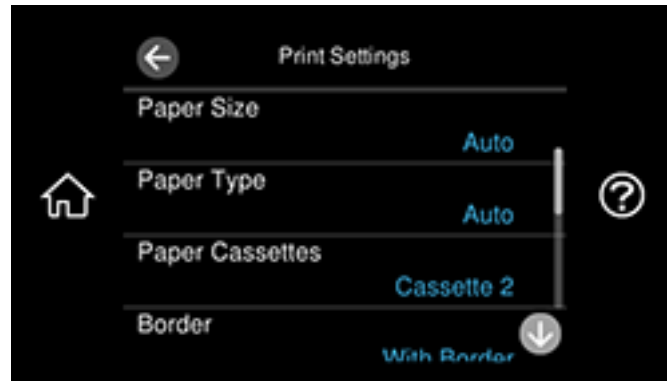 Print Settings
Paper Size
Auto
Paper Type
Auto
Paper Cassettes
Cassette 2
Border
With Border